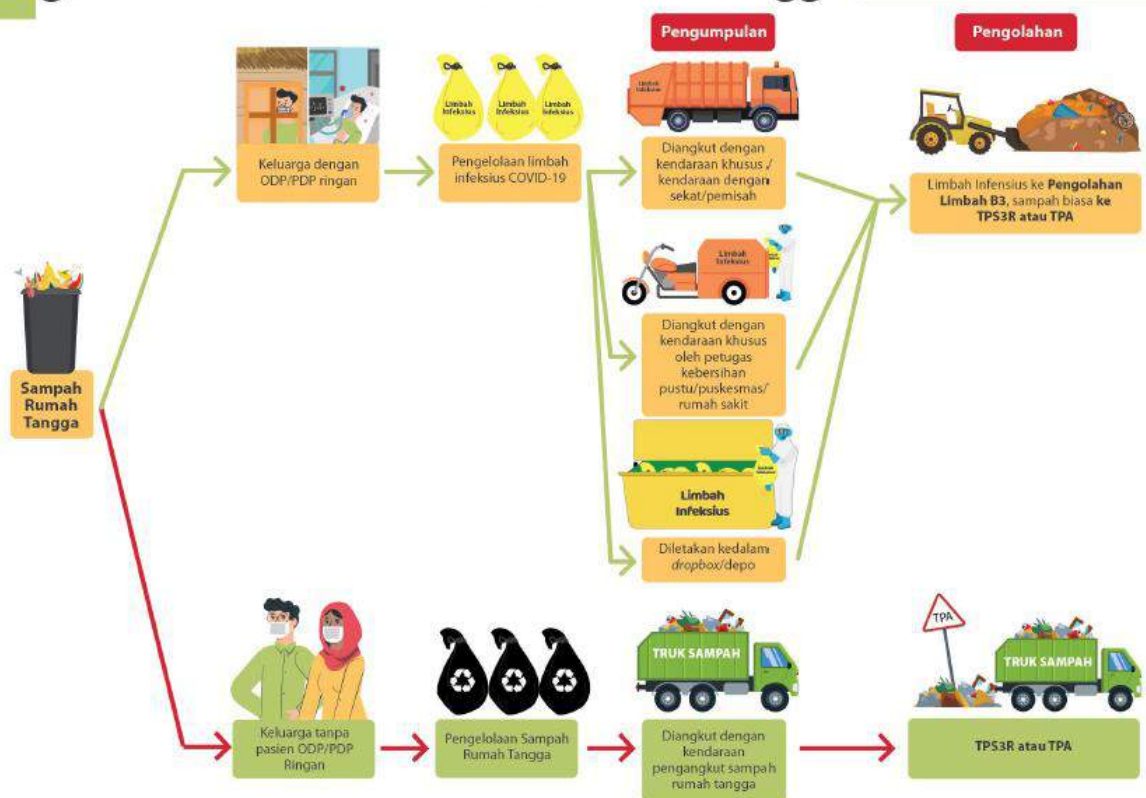 Pengumpulan
Pengolahan
Limbah
Infeksius
Limbah
Infeksius
Limbah
Infeksius
Limbah
Infeksius
Keluarga dengan
ODP/PDP ringan
Pengelolaan limbah
infeksius COVID-19
Diangkut dengan
kendaraan khusus /
kendaraan dengan
sekat/pemisah
Limbah Infensius ke Pengolahan
Limbah B3, sampah biasa ke
TPS3R atau TPA
Limbah
Infeksius
Diangkut dengan
kendaraan khusus
oleh petugas
kebersihan
pustu/puskesmas/
rumah sakit
Sampah
Rumah
Tangga
Limbah
Infeksius
Diletakan kedalam
dropbox/depo
TPA
TRUK SAMPAH
TRUK SAMPAH
Keluarga tanpa
pasien ODP/PDP
Ringan
Pengelolaan Sampah
Rumah Tangga
Diangkut dengan
kendaraan
pengangkut sampah
rumah tangga
TPS3R atau TPA